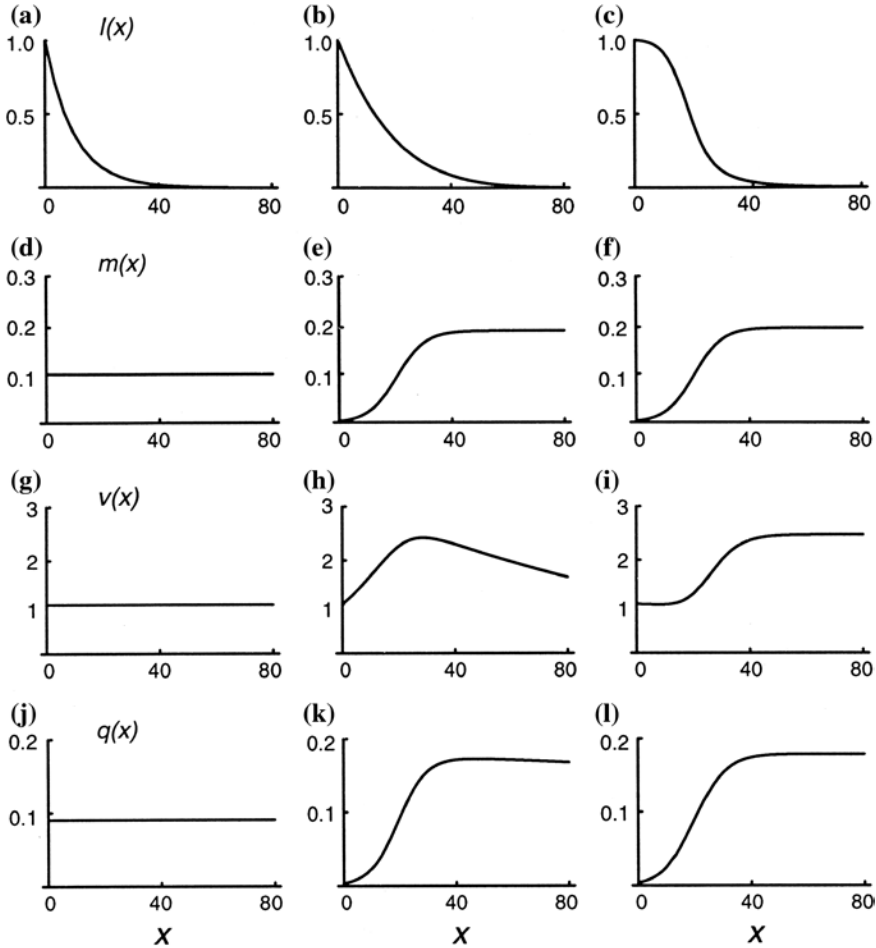 (a) l(x) (b) (c)
1.0 1.0 1.0
0.5 0.5 0.5
0 40 80 0 40 80 0 40 80
(d) m(x) (e) (f)
0.3 0.3 0.3
0.2 0.2 0.2
0.1 0.1 0.1
0 40 80 0 40 80 0 40 80
(g) v(x) (h) (i)
3 3 3
2 2 2
1 1 1
0 40 80 0 40 80 0 40 80
(j) q(x) (k) (l)
0.2 0.2 0.2
0.1 0.1 0.1
0 40 80 0 40 80 0 40 80
X X X